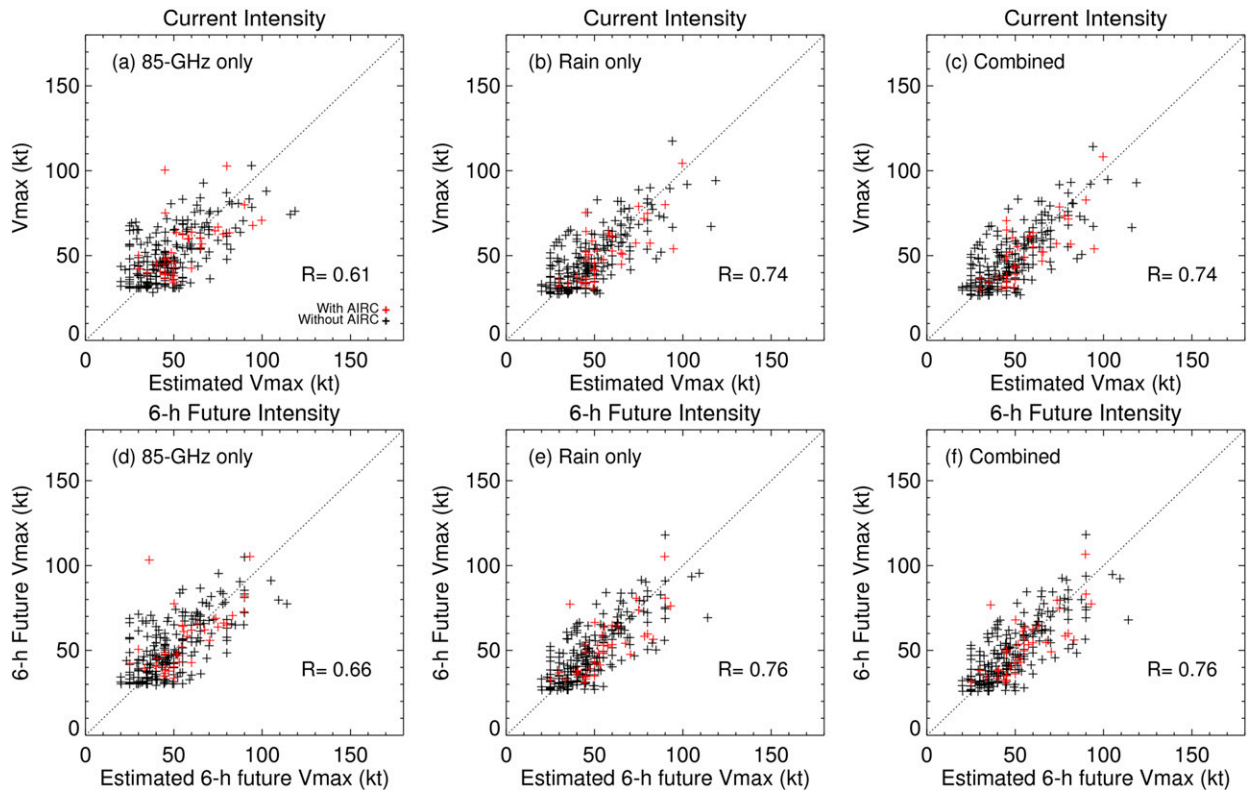 Current Intensity
(a) 85-GHz only
150
100
50
0
Vmax (kt)
R= 0.61
With AIRC
Without AIRC
0 50 100 150
Estimated Vmax (kt)
Current Intensity
(b) Rain only
150
100
50
0
Vmax (kt)
R= 0.74
0 50 100 150
Estimated Vmax (kt)
Current Intensity
(c) Combined
150
100
50
0
Vmax (kt)
R= 0.74
0 50 100 150
Estimated Vmax (kt)
6-h Future Intensity
(d) 85-GHz only
150
100
50
0
6-h Future Vmax (kt)
R= 0.66
0 50 100 150
Estimated 6-h future Vmax (kt)
6-h Future Intensity
(e) Rain only
150
100
50
0
6-h Future Vmax (kt)
R= 0.76
0 50 100 150
Estimated 6-h future Vmax (kt)
6-h Future Intensity
(f) Combined
150
100
50
0
6-h Future Vmax (kt)
R= 0.76
0 50 100 150
Estimated 6-h future Vmax (kt)